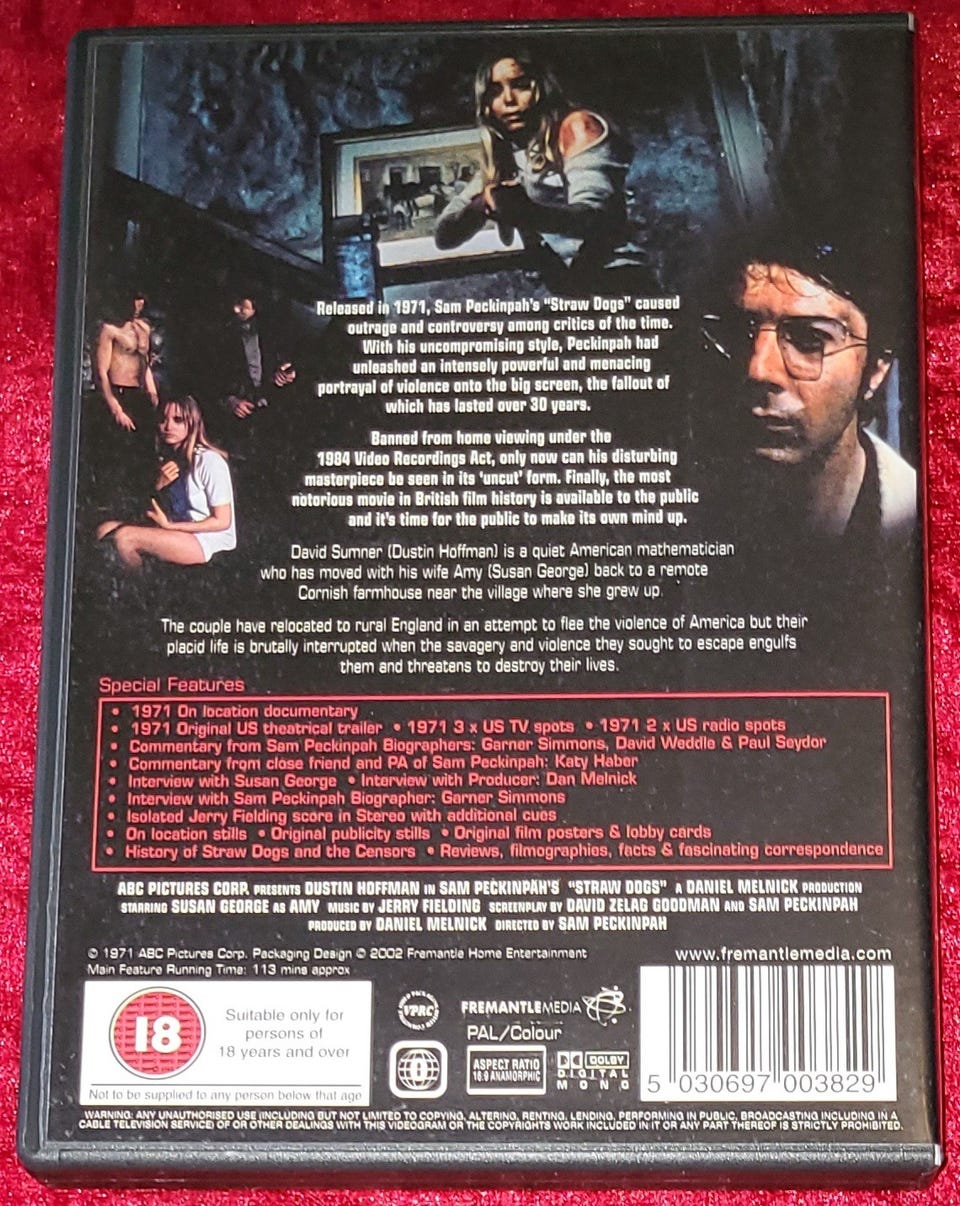 Released in 1971, Sam Peckinpah's "Straw Dogs" caused
outrage and controversy among critics of the time.
With his uncompromising style, Peckinpah had
unleashed an intensely powerful and menacing
portrayal of violence onto the big screen, the fallout of
which has lasted over 30 years.
Banned from home viewing under the
1984 Video Recordings Act, only now can his disturbing
masterpiece be seen in its 'uncut' form. Finally, the most
notorious movie in British film history is available to the public
and it's time for the public to make its own mind up.
David Sumner (Dustin Hoffman) is a quiet American mathematician
who has moved with his wife Amy (Susan George) back to a remote
Cornish farmhouse near the village where she grew up.
The couple have relocated to rural England in an attempt to flee the violence of America but their
placid life is brutally interrupted when the savagery and violence they sought to escape engulfs
them and threatens to destroy their lives.
Special Features
• 1971 On location documentary
• 1971 Original US theatrical trailer • 1971 3 x US TV spots • 1971 2 x US radio spots
• Commentary from Sam Peckinpah Biographers: Garner Simmons, David Weddle & Paul Seydor
• Commentary from close friend and PA of Sam Peckinpah: Katy Haber
• Interview with Susan George • Interview with Producer: Dan Melnick
• Interview with Sam Peckinpah Biographer: Garner Simmons
• Isolated Jerry Fielding score in Stereo with additional cues
• On location stills • Original publicity stills • Original film posters & lobby cards
• History of Straw Dogs and the Censors • Reviews, filmographies, facts & fascinating correspondence
ABC PICTURES CORP. PRESENTS DUSTIN HOFFMAN IN SAM PECKINPAH'S "STRAW DOGS" A DANIEL MELNICK PRODUCTION
STARRING SUSAN GEORGE AS AMY MUSIC BY JERRY FIELDING SCREENPLAY BY DAVID ZELAG GOODMAN AND SAM PECKINPAH
PRODUCED BY DANIEL MELNICK DIRECTED BY SAM PECKINPAH
© 1971 ABC Pictures Corp. Packaging Design © 2002 Fremantle Home Entertainment
Main Feature Running Time: 113 mins approx
www.fremantlemedia.com
18
Suitable only for
persons of
18 years and over
Not to be supplied to any person below that age
VPRC
FREMANTLEMEDIA
PAL/Colour
0
ASPECT RATIO
16:9 ANAMORPHIC
DOLBY
DIGITAL
MONO
5 030697 003829
WARNING: ANY UNAUTHORISED USE (INCLUDING BUT NOT LIMITED TO COPYING, ALTERING, RENTING, LENDING, PERFORMING IN PUBLIC, BROADCASTING INCLUDING IN A
CABLE TELEVISION SERVICE) OF OR OTHER DEALINGS WITH THIS VIDEOGRAM OR THE COPYRIGHTS WORK INCLUDED IN IT OR ANY PART THEREOF IS STRICTLY PROHIBITED.